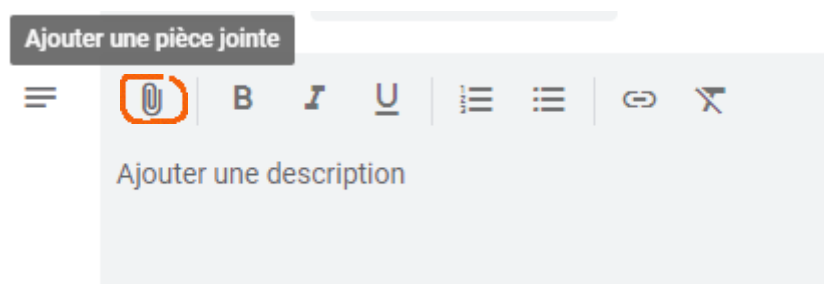 Ajouter une pièce jointe
B I U
Ajouter une description